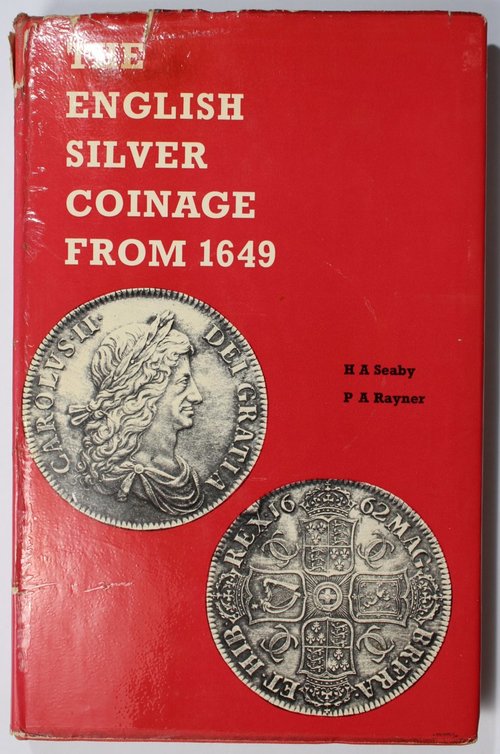 THE
ENGLISH
SILVER
COINAGE
FROM 1649
H A Seaby
P A Rayner
CAROLVS·II· DEI·GRATIA
REX·16 62 MAG· BR·FRA· ET·HIB